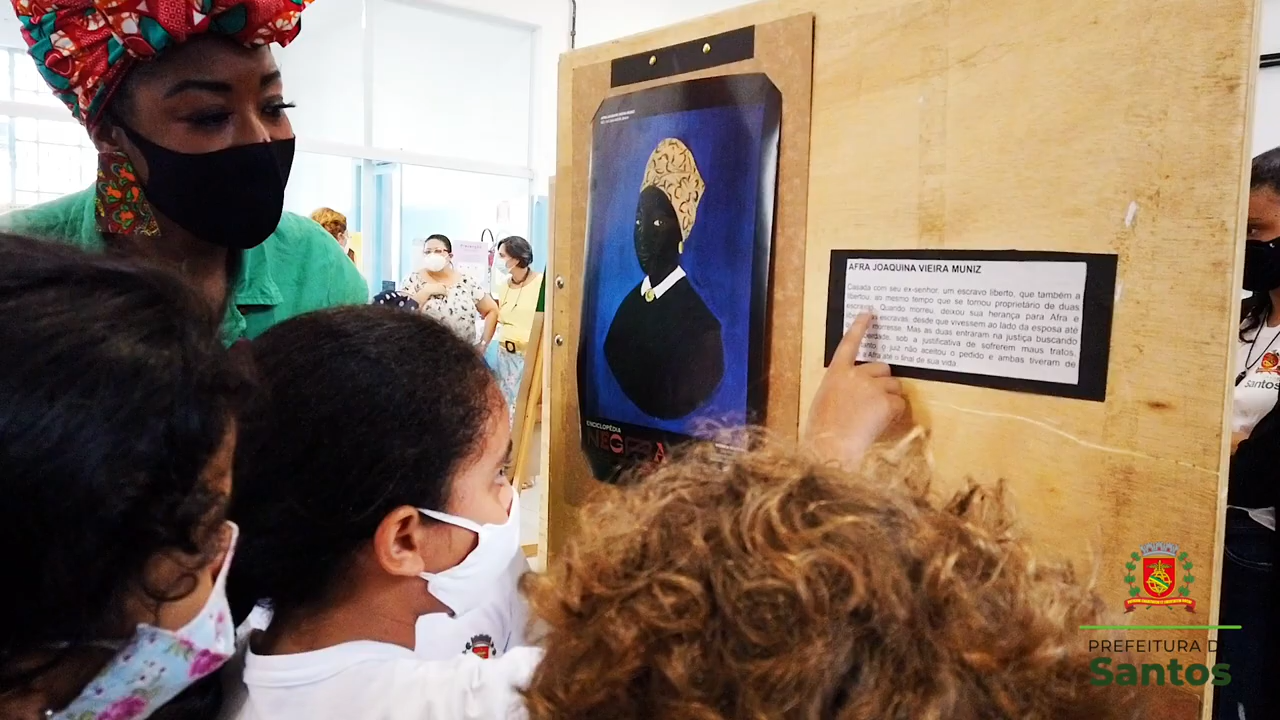 AFRA JOAQUINA VIEIRA MUNIZ
Casada com seu ex-senhor, um escravo liberto, que também a
libertou, ao mesmo tempo que se tornou proprietário de duas
escravas. Quando morreu, deixou sua herança para Afra e
escravas, desde que vivessem ao lado da esposa até
morresse. Mas as duas entraram na justiça buscando
sob a justificativa de sofrerem maus tratos.
o juiz não aceitou o pedido e ambas tiveram de
Afra até o final de sua vida.
ENCICLOPÉDIA
NEGRA
Santos
PREFEITURA DE
Santos